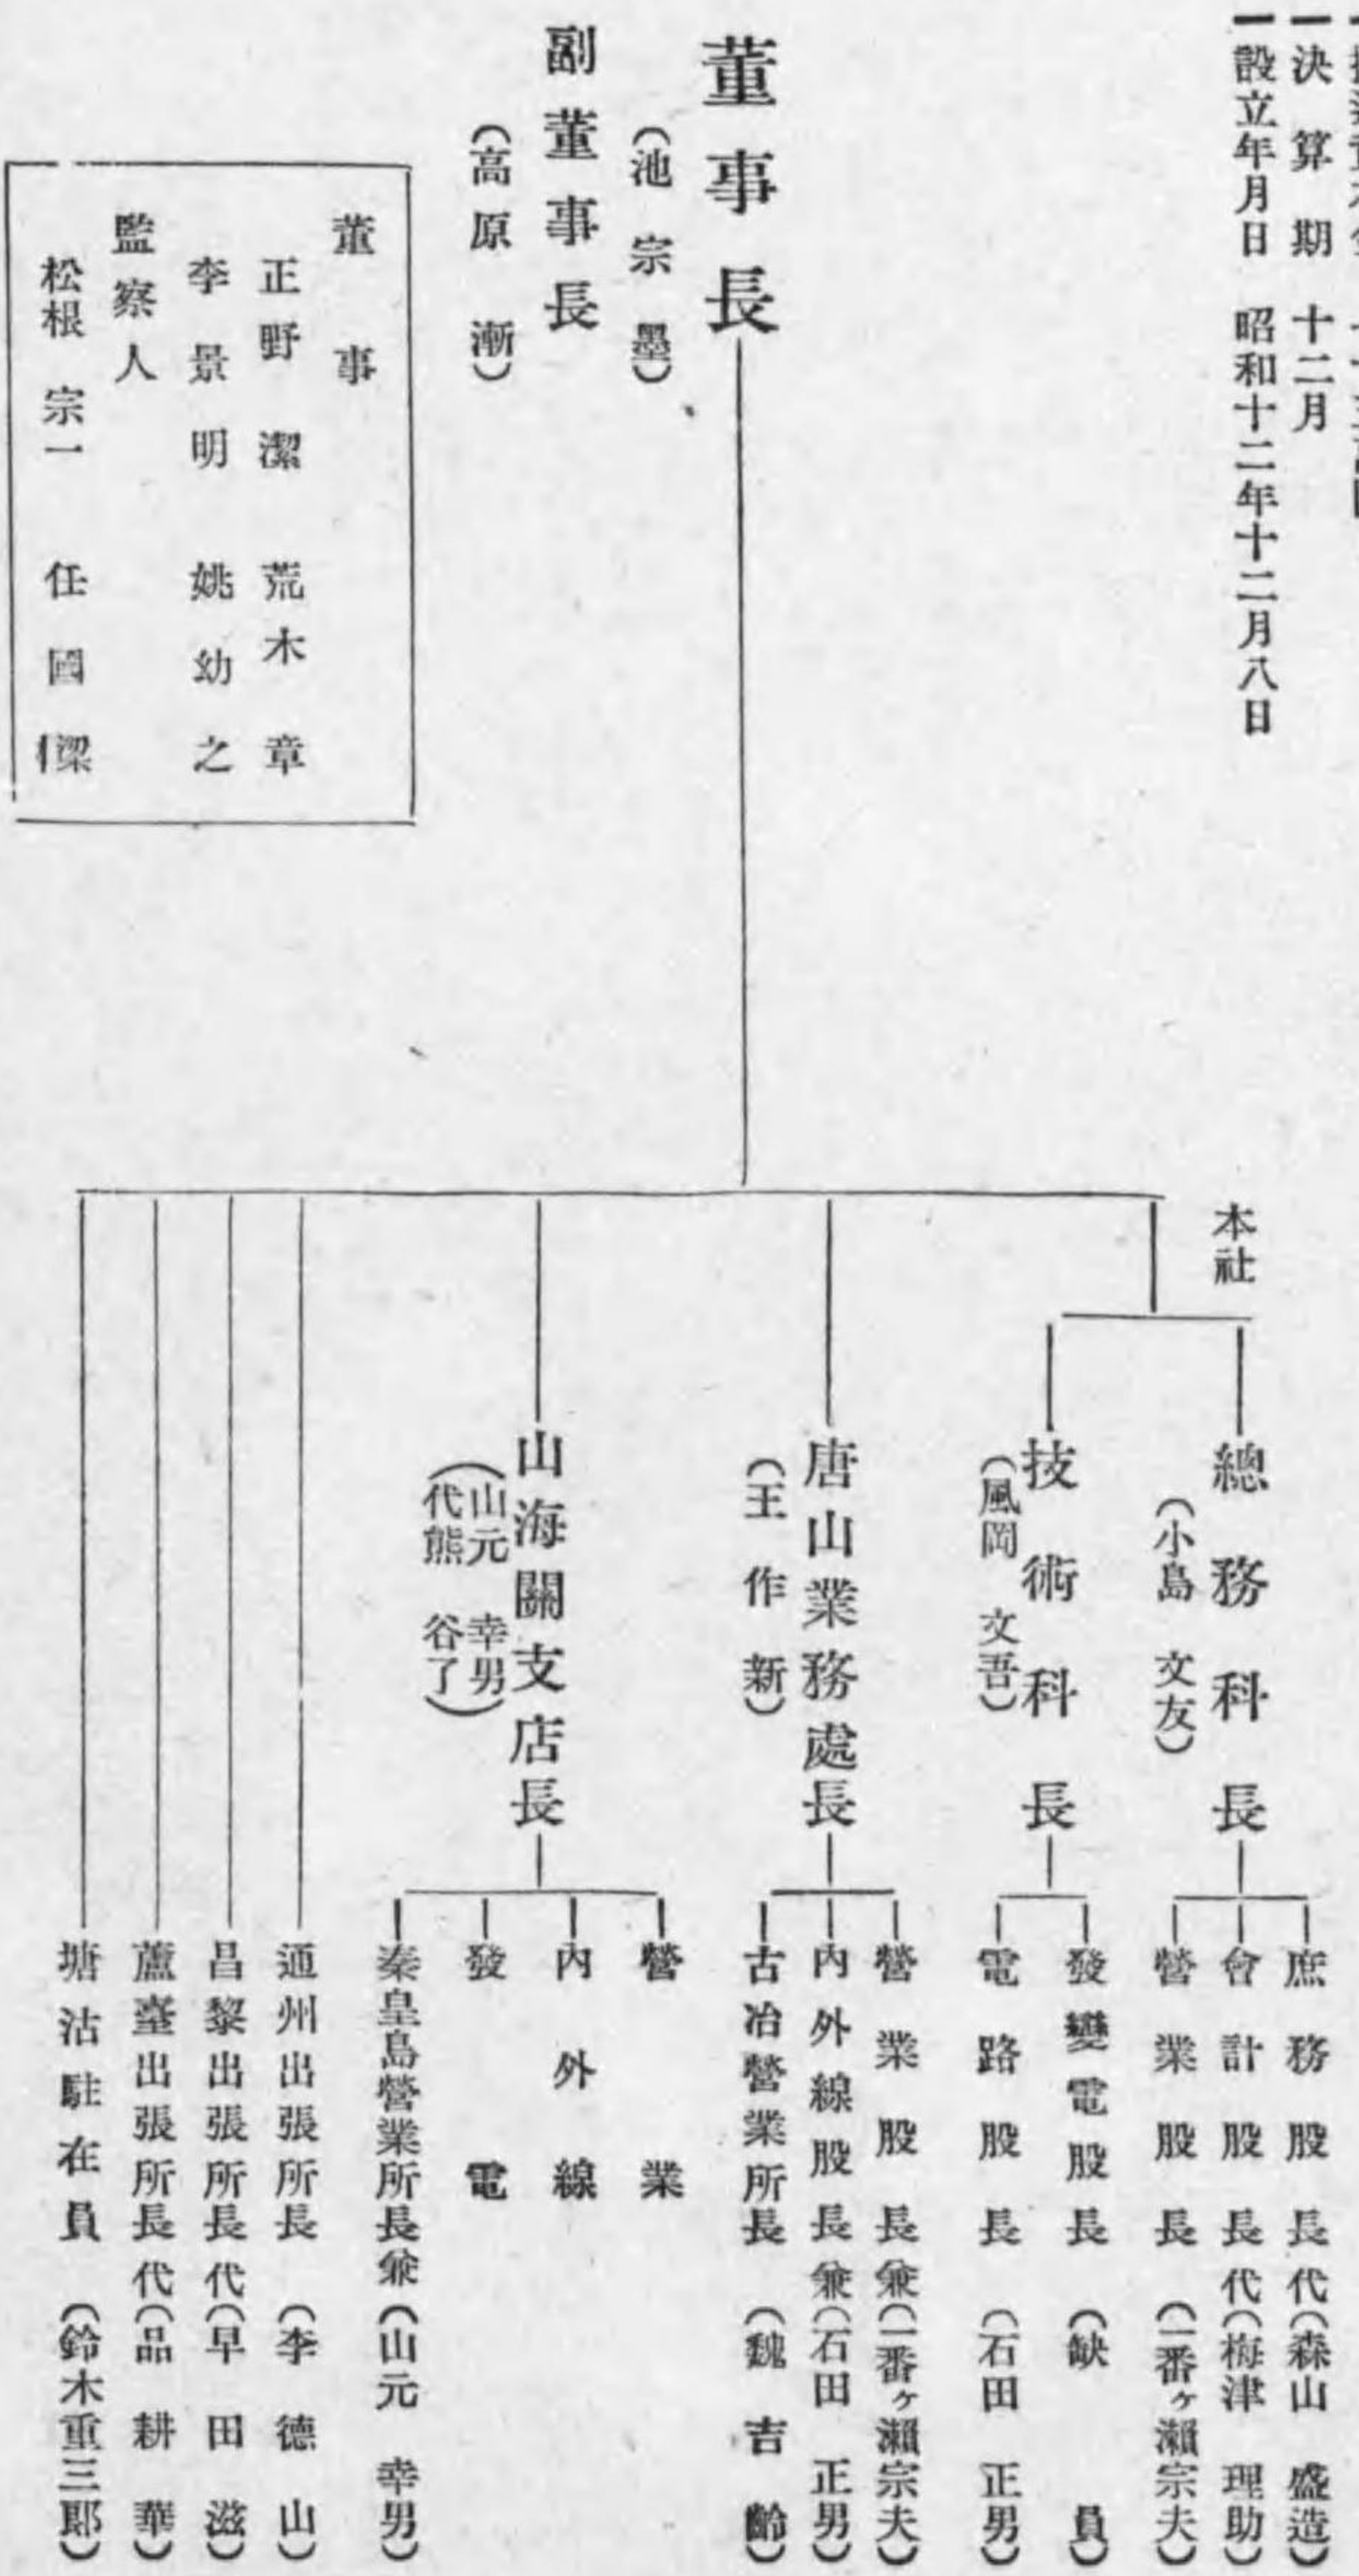 一決算期 十二月
一設立年月日 昭和十二年十二月八日
董事長
(池宗墨)
副董事長
(高原漸)
董事
正野潔 荒木章
李景明 姚幼之
監察人
松根宗一 任國梁
本社
總務科長
(小島文友)
庶務股長代(森山盛造)
會計股長代(梅津理助)
營業股長(一番ヶ瀬宗夫)
技術科長
(風岡文吾)
發變電股長(缺員)
電路股長(石田正男)
唐山業務處長
(王作新)
營業股長兼(一番ヶ瀬宗夫)
內外線股長兼(石田正男)
古冶營業所長(魏吉齡)
山海關支店長
(山元幸男
代熊谷了)
營業
內外線
發電
秦皇島營業所長兼(山元幸男)
通州出張所長(李德山)
昌黎出張所長代(早田滋)
蘆臺出張所長代(品耕華)
塘沽駐在員(鈴木重三郎)